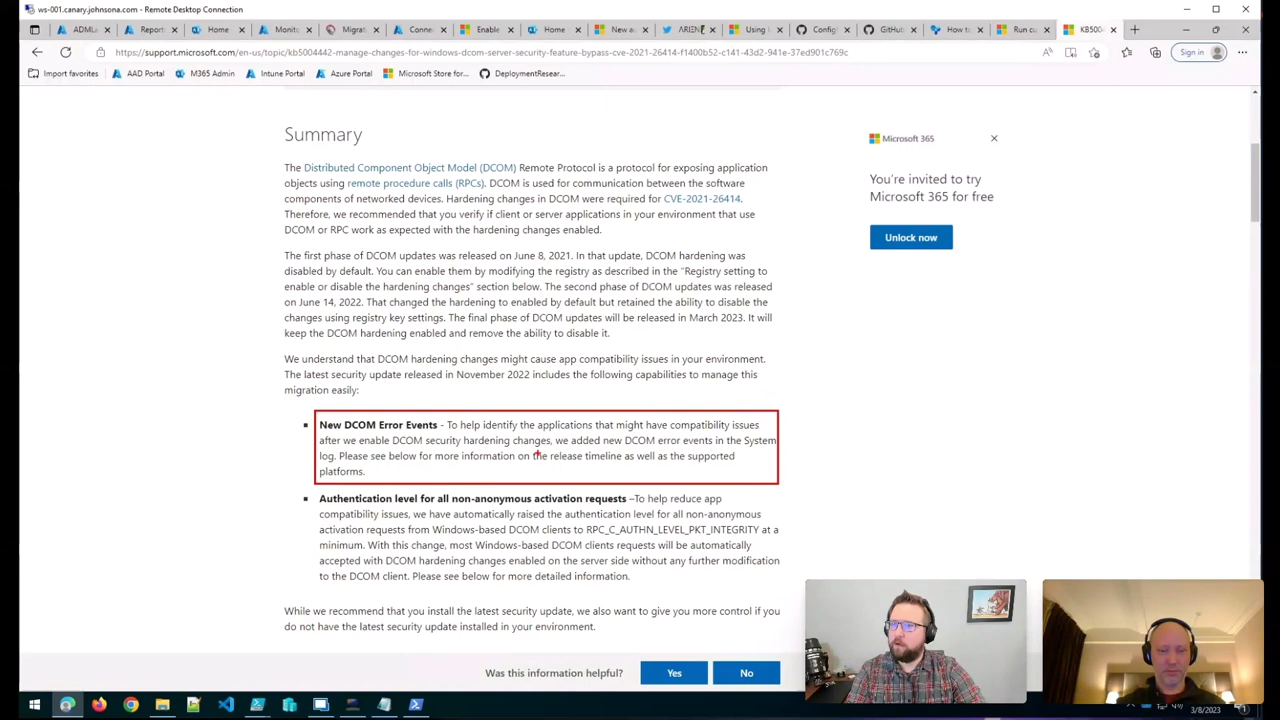 ws-001.canary.johnsona.com - Remote Desktop Connection
ADMLa
Report
Home
Monit
Migrat
Conne
Enable
Home
New a
ARIEN
Using
Config
GitHub
How to
Run cu
KB500
https://support.microsoft.com/en-us/topic/kb5004442-manage-changes-for-windows-dcom-server-security-feature-bypass-cve-2021-26414-f1400b52-c141-43d2-941e-37ed901c769c
Sign in
Import favorites
AAD Portal
M365 Admin
Intune Portal
Azure Portal
Microsoft Store for...
DeploymentResear...
Summary
The Distributed Component Object Model (DCOM) Remote Protocol is a protocol for exposing application
objects using remote procedure calls (RPCs). DCOM is used for communication between the software
components of networked devices. Hardening changes in DCOM were required for CVE-2021-26414.
Therefore, we recommended that you verify if client or server applications in your environment that use
DCOM or RPC work as expected with the hardening changes enabled.
The first phase of DCOM updates was released on June 8, 2021. In that update, DCOM hardening was
disabled by default. You can enable them by modifying the registry as described in the “Registry setting to
enable or disable the hardening changes” section below. The second phase of DCOM updates was released
on June 14, 2022. That changed the hardening to enabled by default but retained the ability to disable the
changes using registry key settings. The final phase of DCOM updates will be released in March 2023. It will
keep the DCOM hardening enabled and remove the ability to disable it.
We understand that DCOM hardening changes might cause app compatibility issues in your environment.
The latest security update released in November 2022 includes the following capabilities to manage this
migration easily:
New DCOM Error Events - To help identify the applications that might have compatibility issues
after we enable DCOM security hardening changes, we added new DCOM error events in the System
log. Please see below for more information on the release timeline as well as the supported
platforms.
Authentication level for all non-anonymous activation requests –To help reduce app
compatibility issues, we have automatically raised the authentication level for all non-anonymous
activation requests from Windows-based DCOM clients to RPC_C_AUTHN_LEVEL_PKT_INTEGRITY at a
minimum. With this change, most Windows-based DCOM clients requests will be automatically
accepted with DCOM hardening changes enabled on the server side without any further modification
to the DCOM client. Please see below for more detailed information.
While we recommend that you install the latest security update, we also want to give you more control if you
do not have the latest security update installed in your environment.
Microsoft 365
You’re invited to try
Microsoft 365 for free
Unlock now
Was this information helpful?
Yes
No
3/8/2023